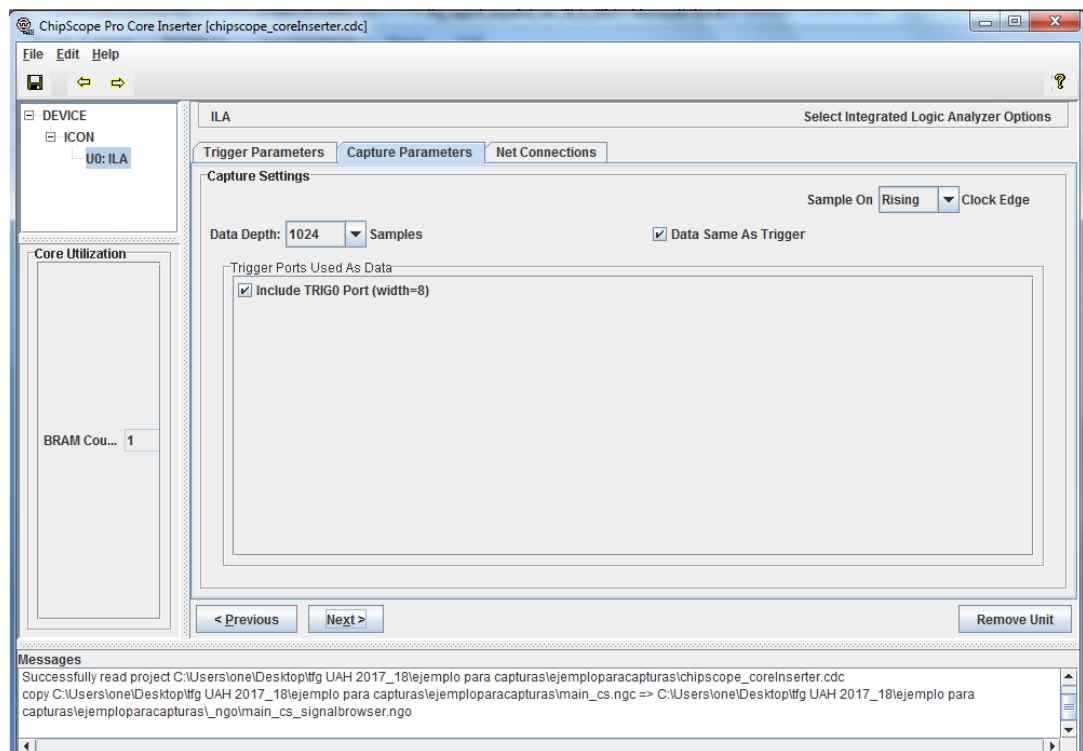 ChipScope Pro Core Inserter [chipscope_coreInserter.cdc]
File Edit Help
DEVICE
ICON
U0: ILA
ILA Select Integrated Logic Analyzer Options
Trigger Parameters Capture Parameters Net Connections
Capture Settings
Sample On Rising Clock Edge
Data Depth: 1024 Samples Data Same As Trigger
Core Utilization
Trigger Ports Used As Data
Include TRIG0 Port (width=8)
BRAM Cou... 1
< Previous Next > Remove Unit
Messages
Successfully read project C:\Users\one\Desktop\tfg UAH 2017_18\ejemplo para capturas\ejemploparacapturas\chipscope_coreInserter.cdc
copy C:\Users\one\Desktop\tfg UAH 2017_18\ejemplo para capturas\ejemploparacapturas\main_cs.ngc => C:\Users\one\Desktop\tfg UAH 2017_18\ejemplo para
capturas\ejemploparacapturas\_ngo\main_cs_signalbrowser.ngo